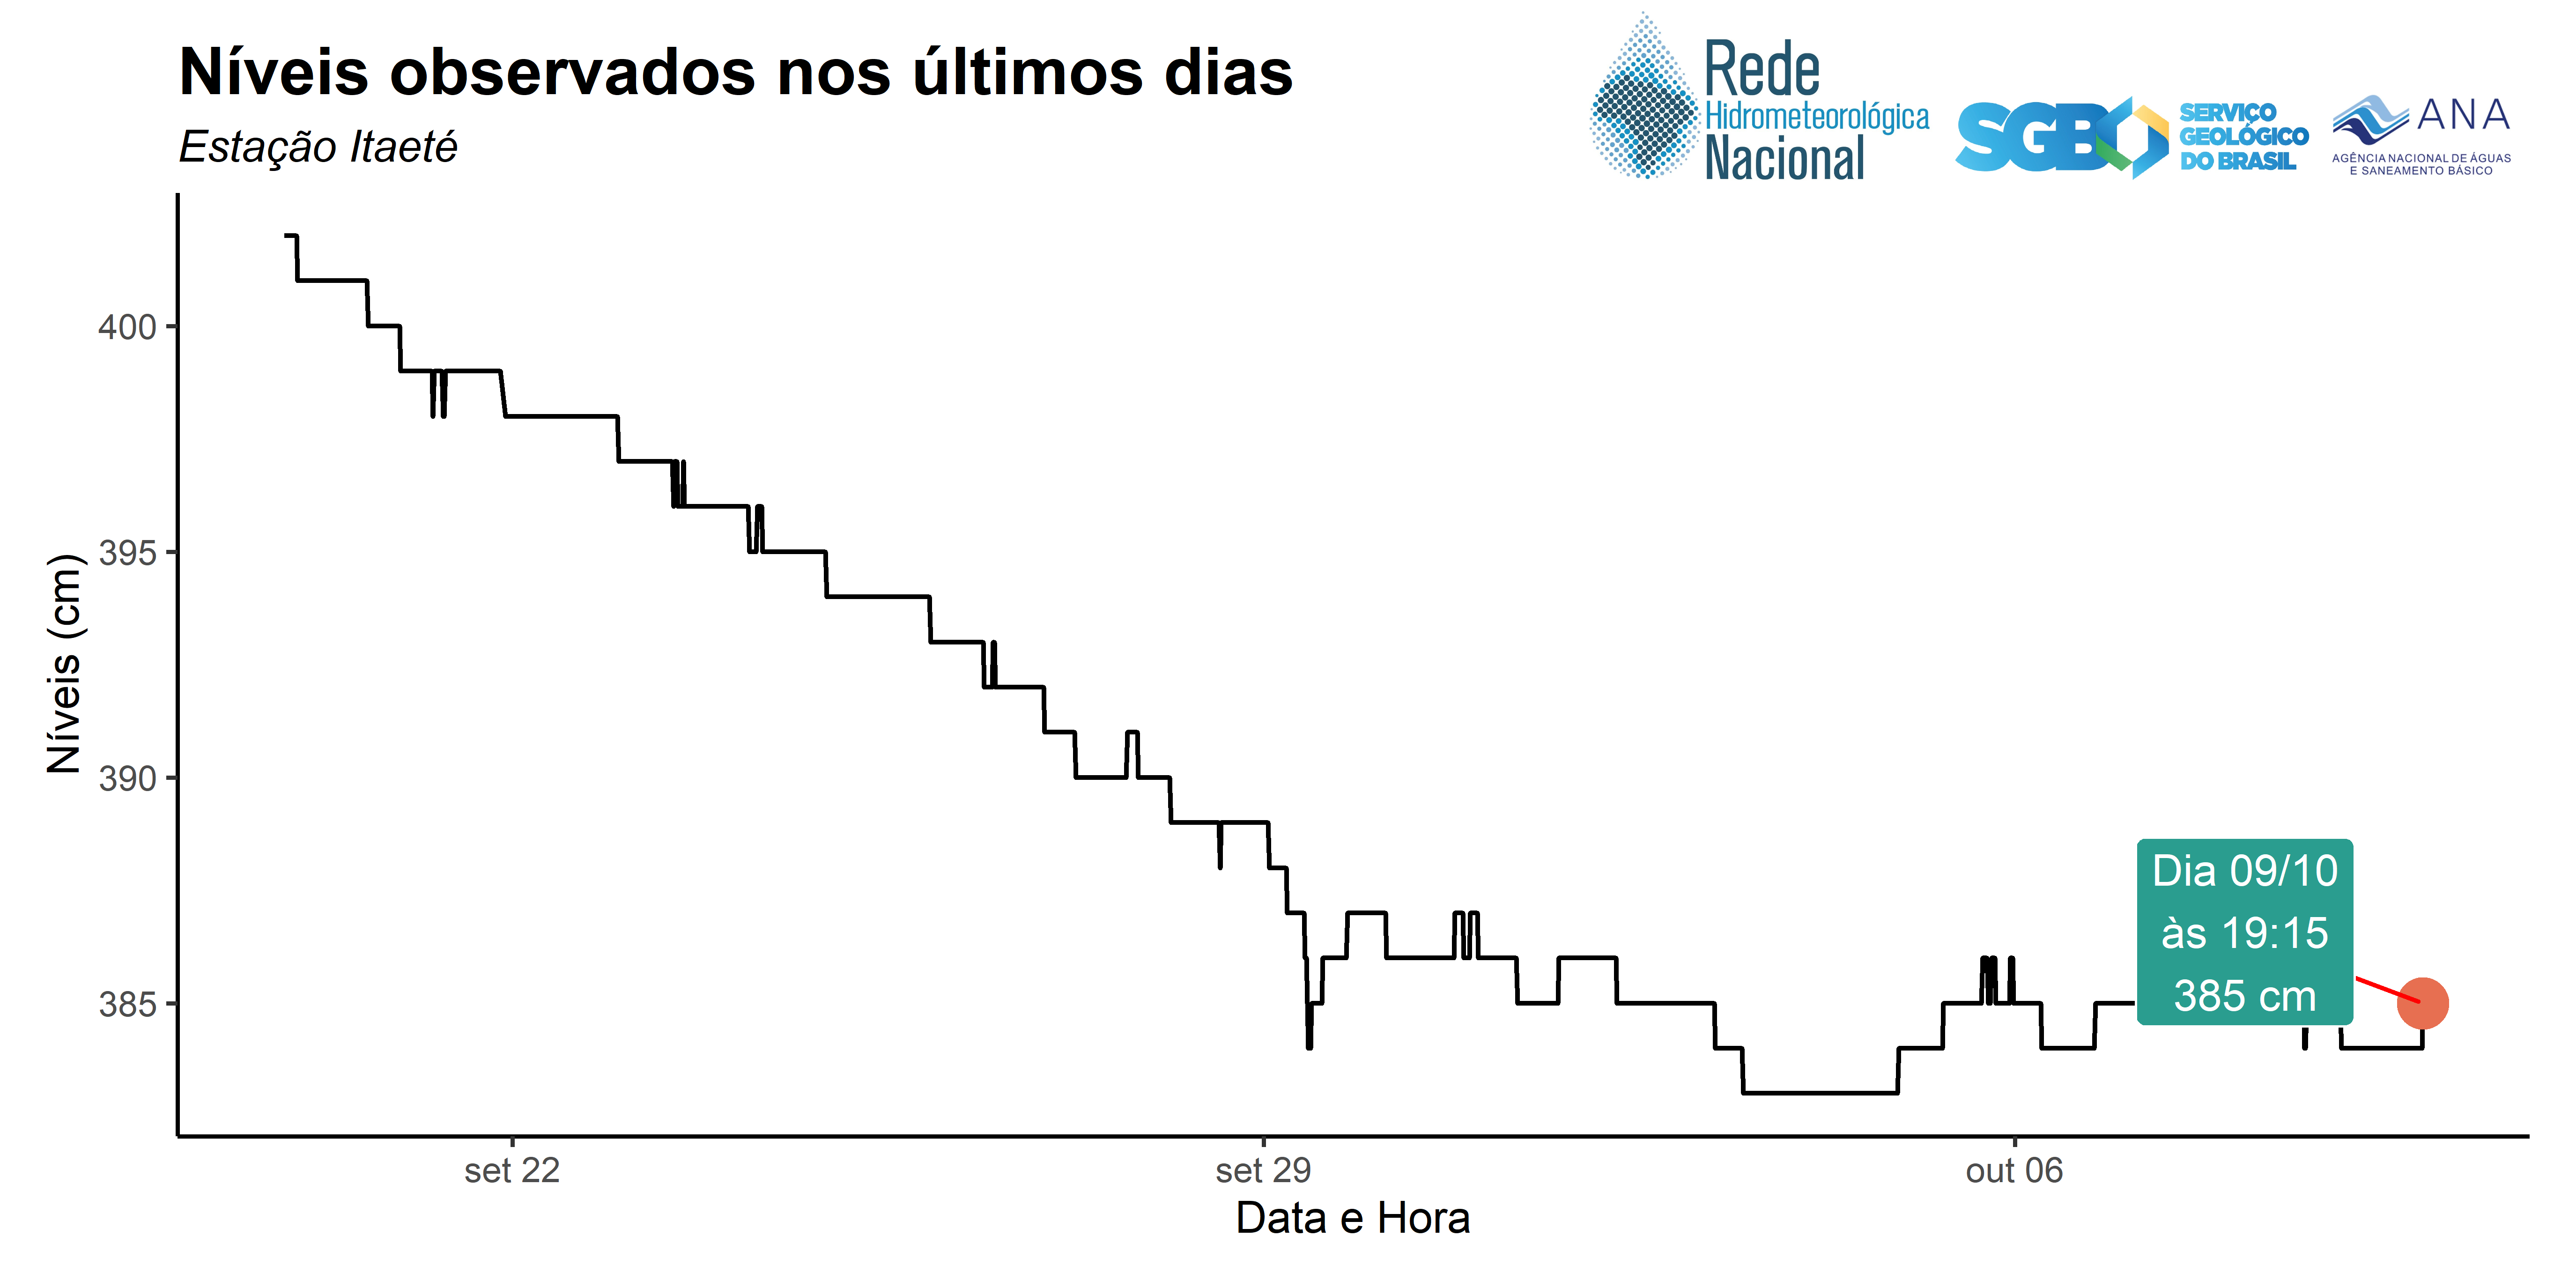 Níveis observados nos últimos dias
Estação Itaeté
Rede
Hidrometeorológica
Nacional
SGB
SERVIÇO
GEOLÓGICO
DO BRASIL
ANA
AGÊNCIA NACIONAL DE ÁGUAS
E SANEAMENTO BÁSICO
Níveis (cm)
400
395
390
385
Dia 09/10
às 19:15
385 cm
set 22
set 29
out 06
Data e Hora